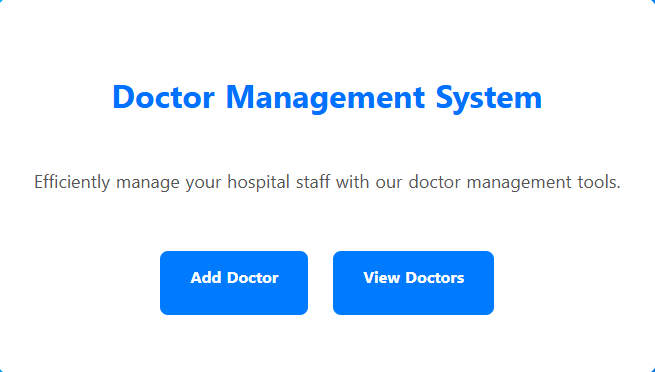 Doctor Management System
Efficiently manage your hospital staff with our doctor management tools.
Add Doctor
View Doctors